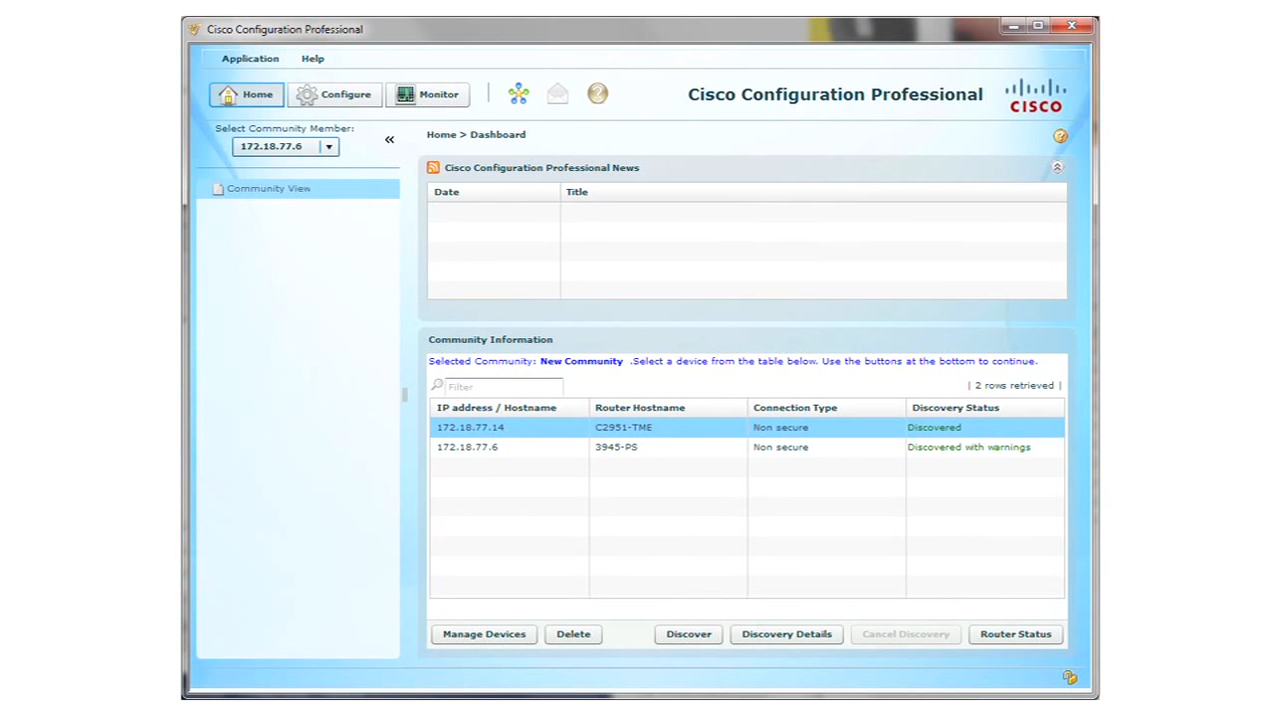 Cisco Configuration Professional
Application Help
Home Configure Monitor
Cisco Configuration Professional
CISCO
Select Community Member:
172.18.77.6
Home > Dashboard
Community View
Cisco Configuration Professional News
Date Title
Community Information
Selected Community: New Community .Select a device from the table below. Use the buttons at the bottom to continue.
Filter
| 2 rows retrieved |
IP address / Hostname Router Hostname Connection Type Discovery Status
172.18.77.14 C2951-TME Non secure Discovered
172.18.77.6 3945-PS Non secure Discovered with warnings
Manage Devices Delete Discover Discovery Details Cancel Discovery Router Status